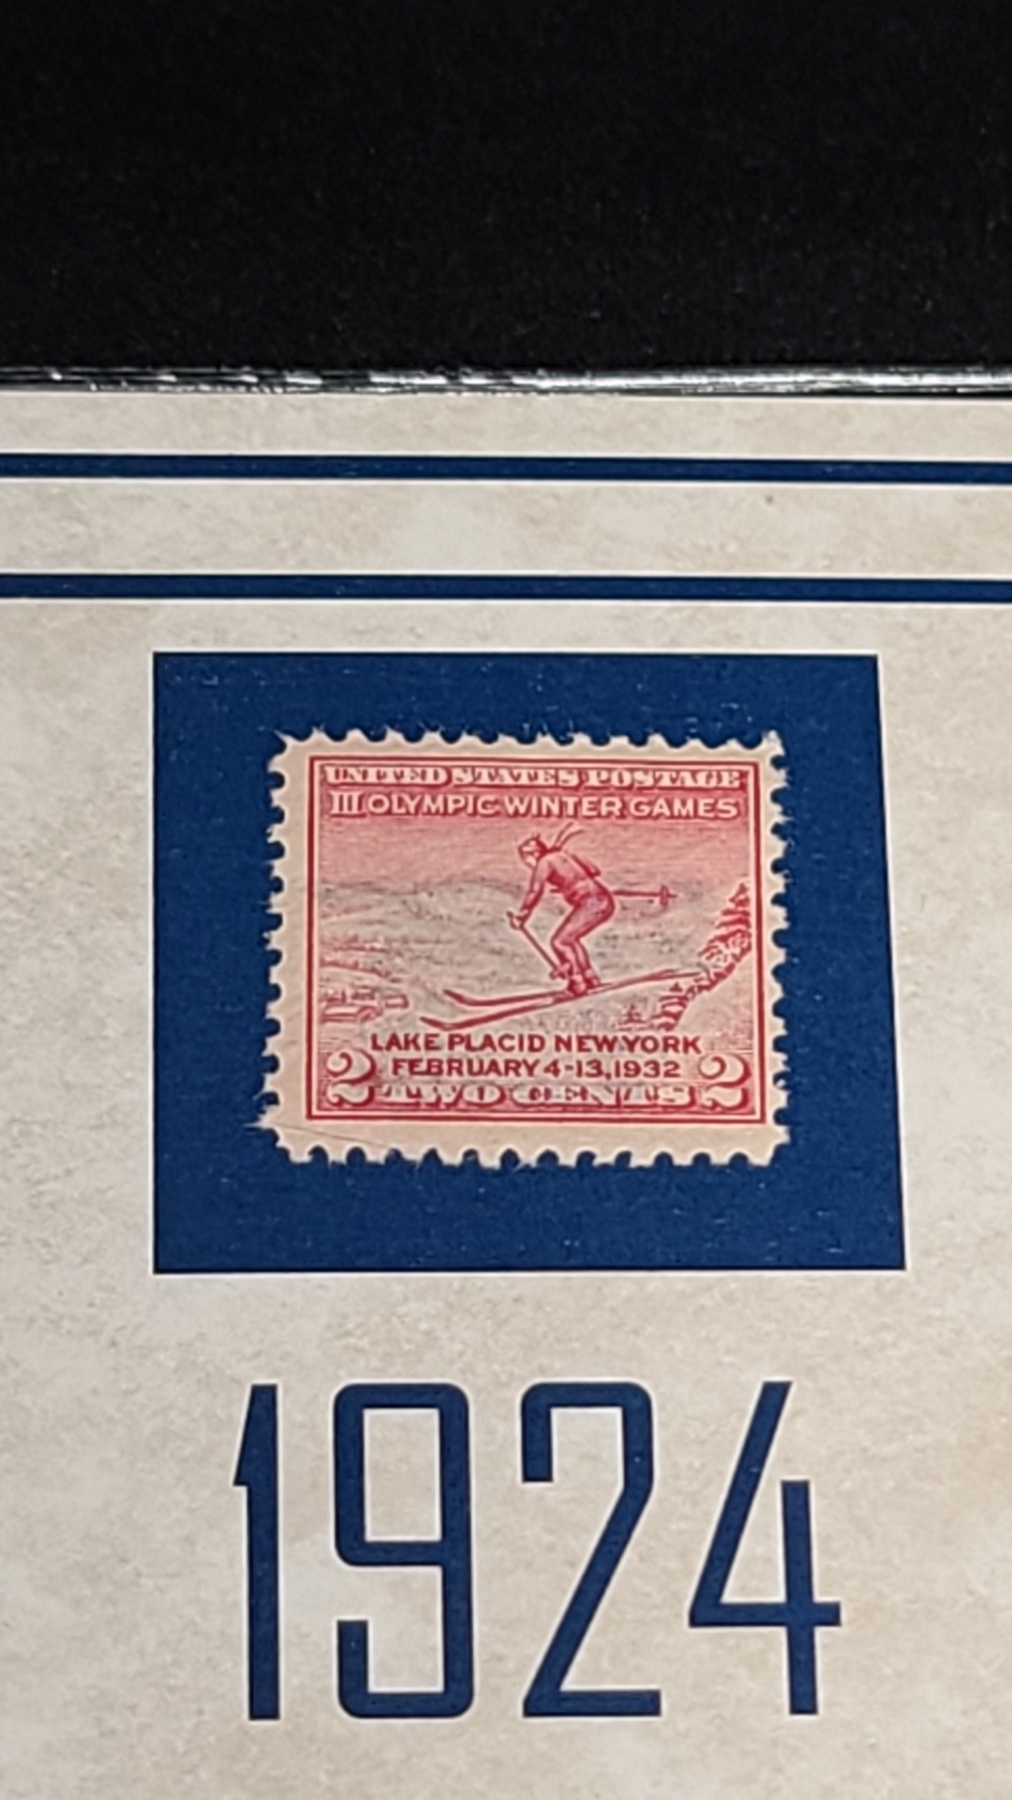 UNITED STATES POSTAGE
III OLYMPIC WINTER GAMES
LAKE PLACID NEW YORK
FEBRUARY 4-13, 1932
2 TWO CENTS 2
1924